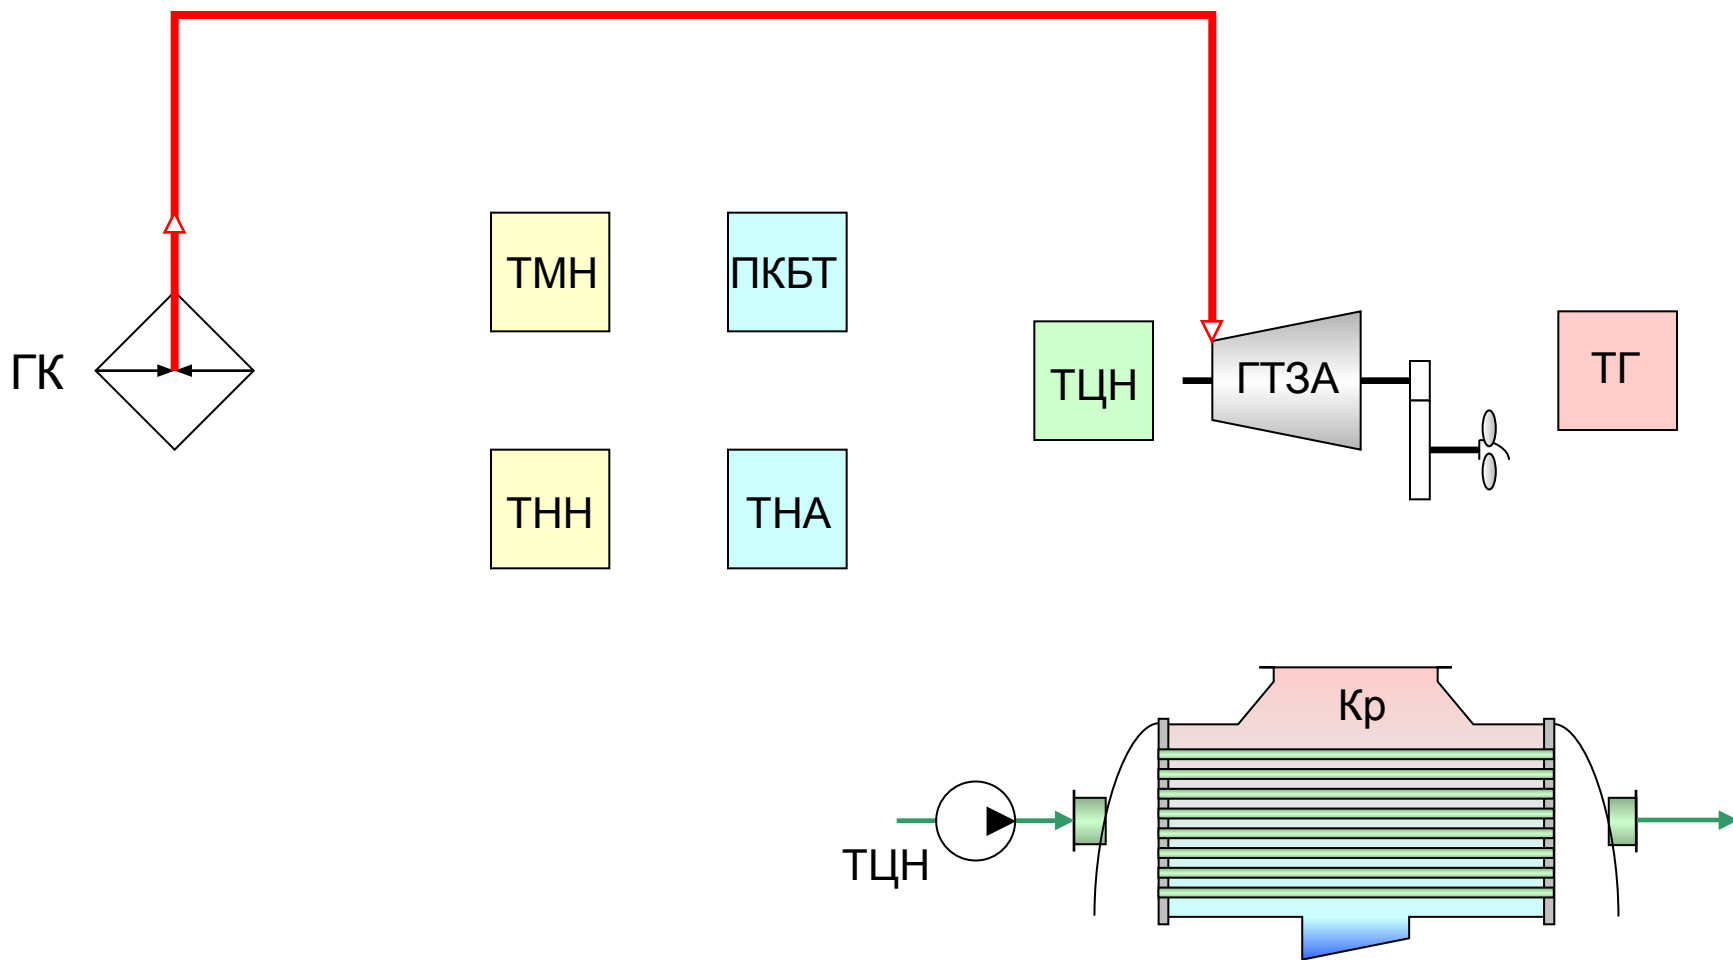 ТМН
ПКБТ
ГК
ТЦН
ГТЗА
ТГ
ТНН
ТНА
Кр
ТЦН